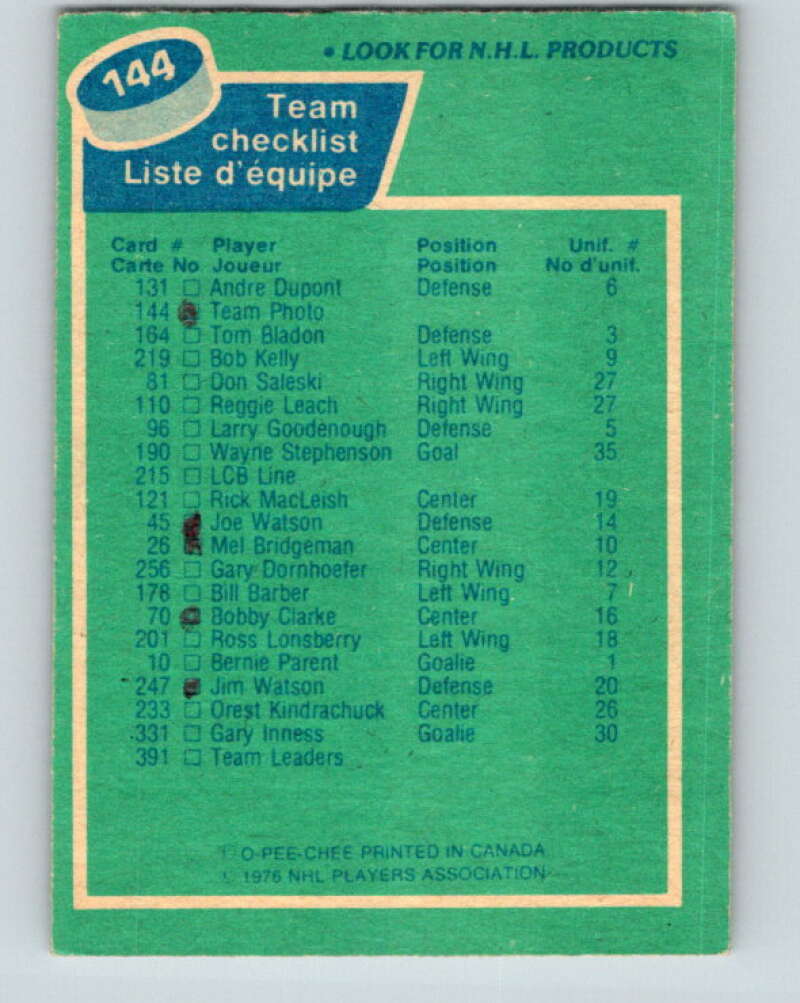 144
• LOOK FOR N.H.L. PRODUCTS
Team
checklist
Liste d'équipe
Card # Player Position Unif. #
Carte No Joueur Position No d'unif.
131 □ Andre Dupont Defense 6
144 Team Photo
164 □ Tom Bladon Defense 3
219 □ Bob Kelly Left Wing 9
81 □ Don Saleski Right Wing 27
110 □ Reggie Leach Right Wing 27
96 □ Larry Goodenough Defense 5
190 □ Wayne Stephenson Goal 35
215 □ LCB Line
121 □ Rick MacLeish Center 19
45 Joe Watson Defense 14
26 Mel Bridgeman Center 10
256 □ Gary Dornhoefer Right Wing 12
178 □ Bill Barber Left Wing 7
70 Bobby Clarke Center 16
201 □ Ross Lonsberry Left Wing 18
10 □ Bernie Parent Goalie 1
247 Jim Watson Defense 20
233 □ Orest Kindrachuck Center 26
331 □ Gary Inness Goalie 30
391 □ Team Leaders
O-PEE-CHEE PRINTED IN CANADA
1976 NHL PLAYERS ASSOCIATION